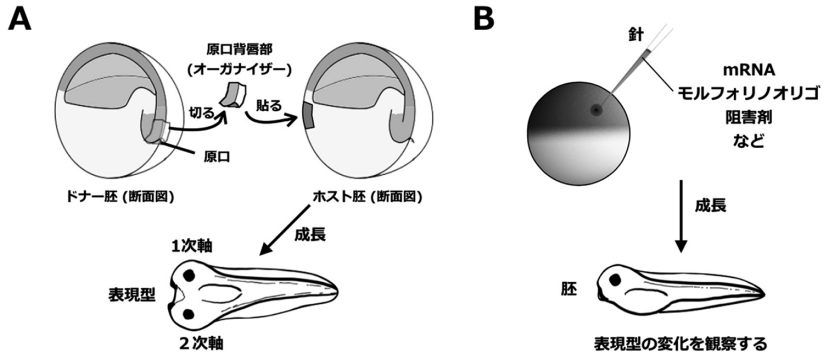 A
原口背唇部
(オーガナイザー)
切る
貼る
原口
ドナー胚 (断面図)
ホスト胚 (断面図)
成長
1次軸
表現型
2次軸
B
針
mRNA
モルフォリノオリゴ
阻害剤
など
成長
胚
表現型の変化を観察する